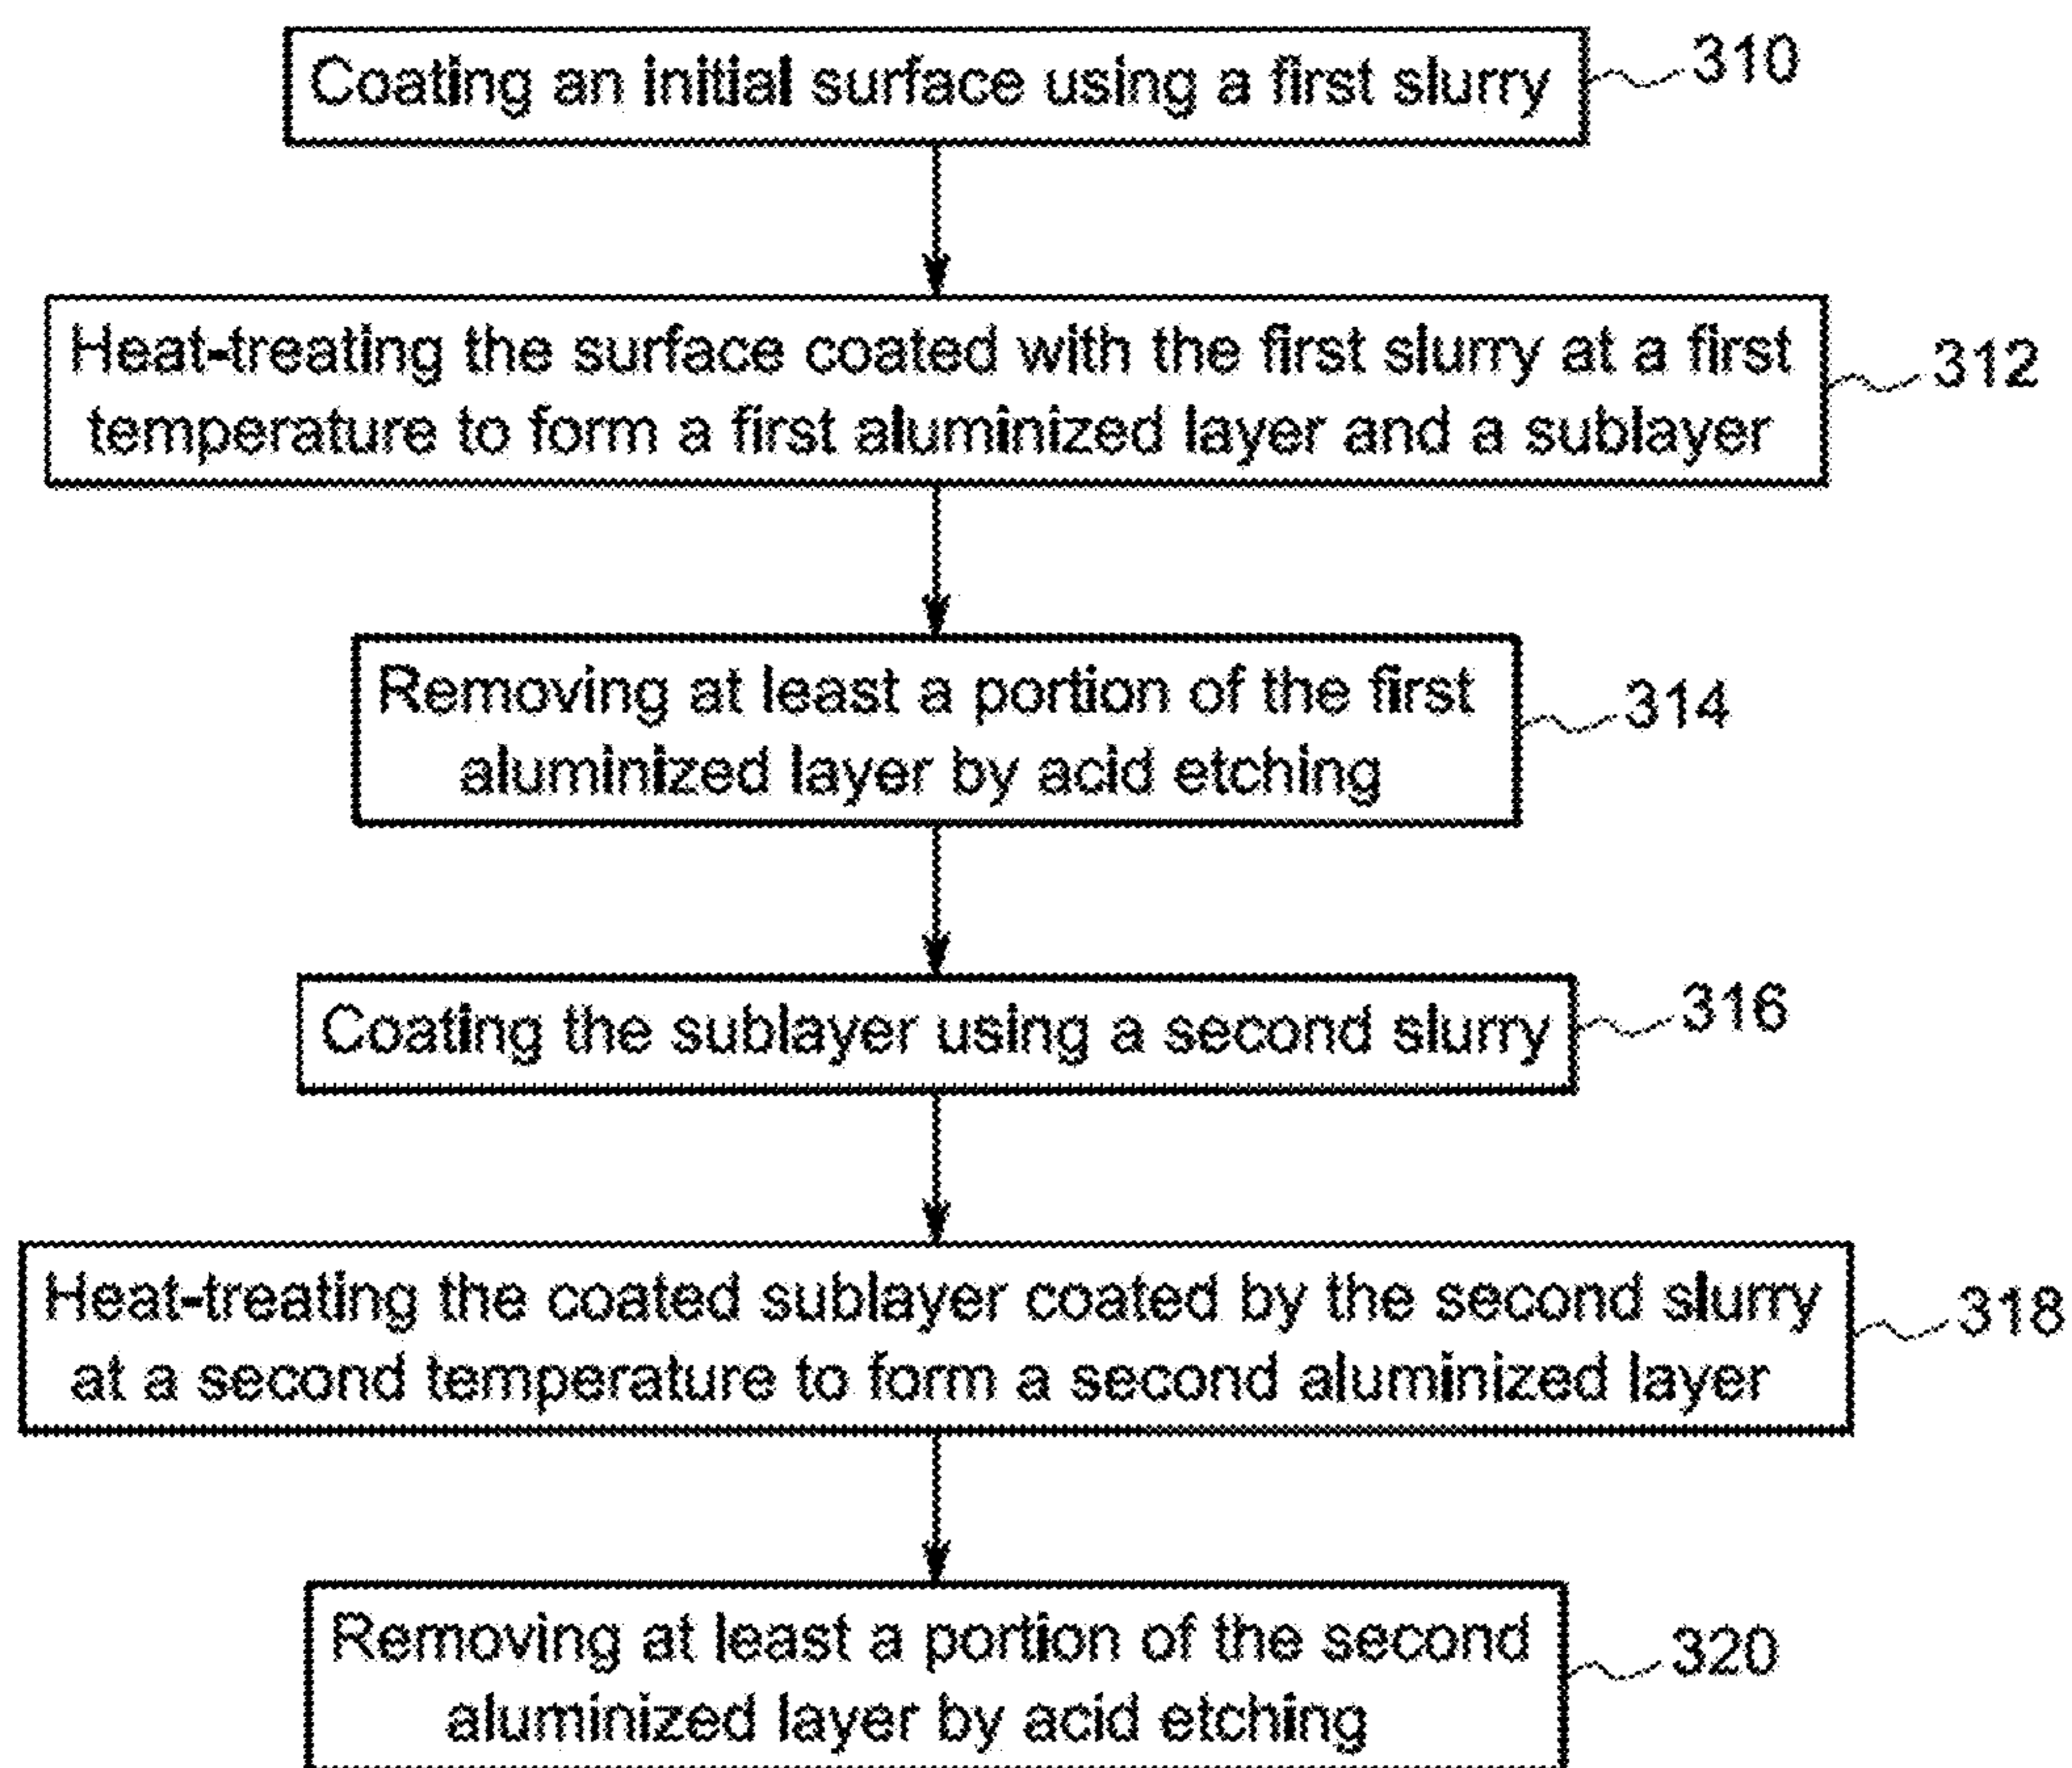 Coating an initial surface using a first slurry
310
Heat-treating the surface coated with the first slurry at a first
temperature to form a first aluminized layer and a sublayer
312
Removing at least a portion of the first
aluminized layer by acid etching
314
Coating the sublayer using a second slurry
316
Heat-treating the coated sublayer coated by the second slurry
at a second temperature to form a second aluminized layer
318
Removing at least a portion of the second
aluminized layer by acid etching
320